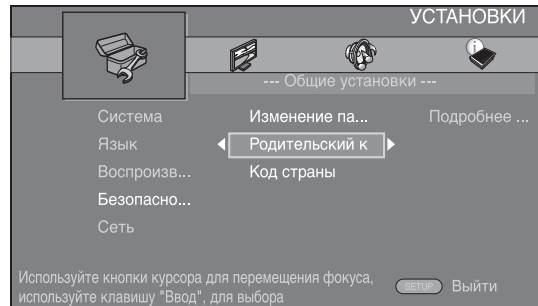 УСТАНОВКИ
--- Общие установки ---
Система
Изменение па...
Подробнее ...
Язык
Родительский к
Воспроизв...
Код страны
Безопасно...
Сеть
Используйте кнопки курсора для перемещения фокуса,
используйте клавишу "Ввод", для выбора
SETUP Выйти